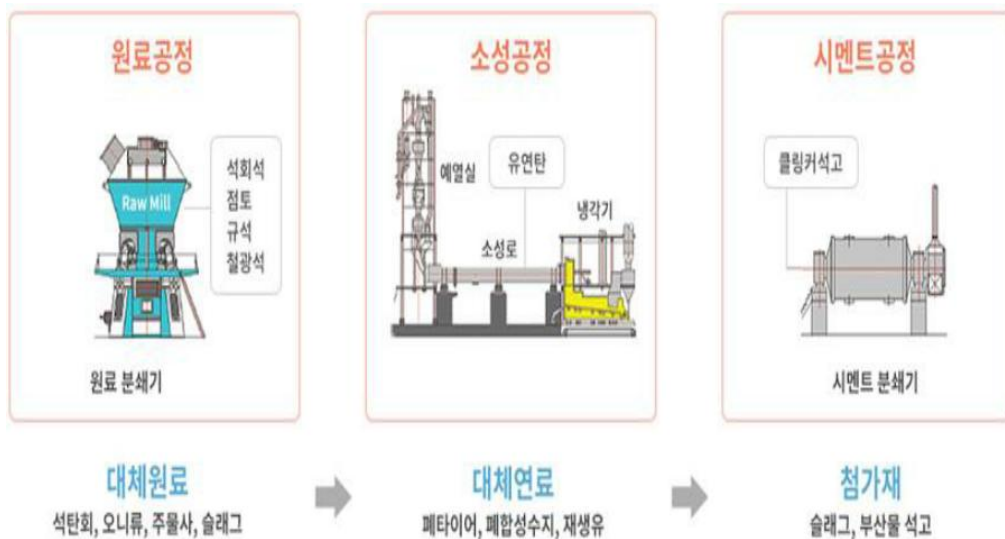 원료공정
Raw Mill
석회석
점토
규석
철광석
원료 분쇄기
소성공정
예열실
유연탄
냉각기
소성로
시멘트공정
클링커석고
시멘트 분쇄기
대체원료
석탄회, 오니류, 주물사, 슬래그
대체연료
폐타이어, 폐합성수지, 재생유
첨가재
슬래그, 부산물 석고